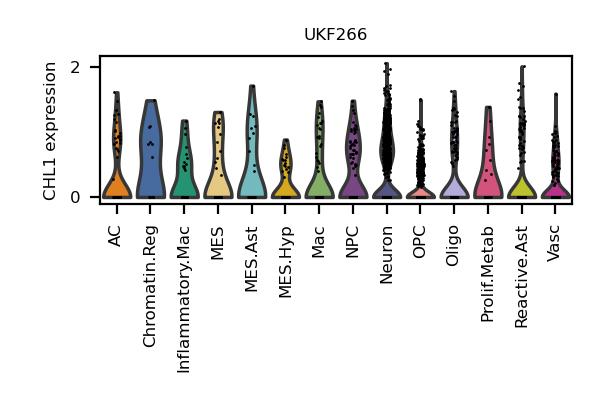 UKF266
CHL1 expression
2
0
AC
Chromatin.Reg
Inflammatory.Mac
MES
MES.Ast
MES.Hyp
Mac
NPC
Neuron
OPC
Oligo
Prolif.Metab
Reactive.Ast
Vasc